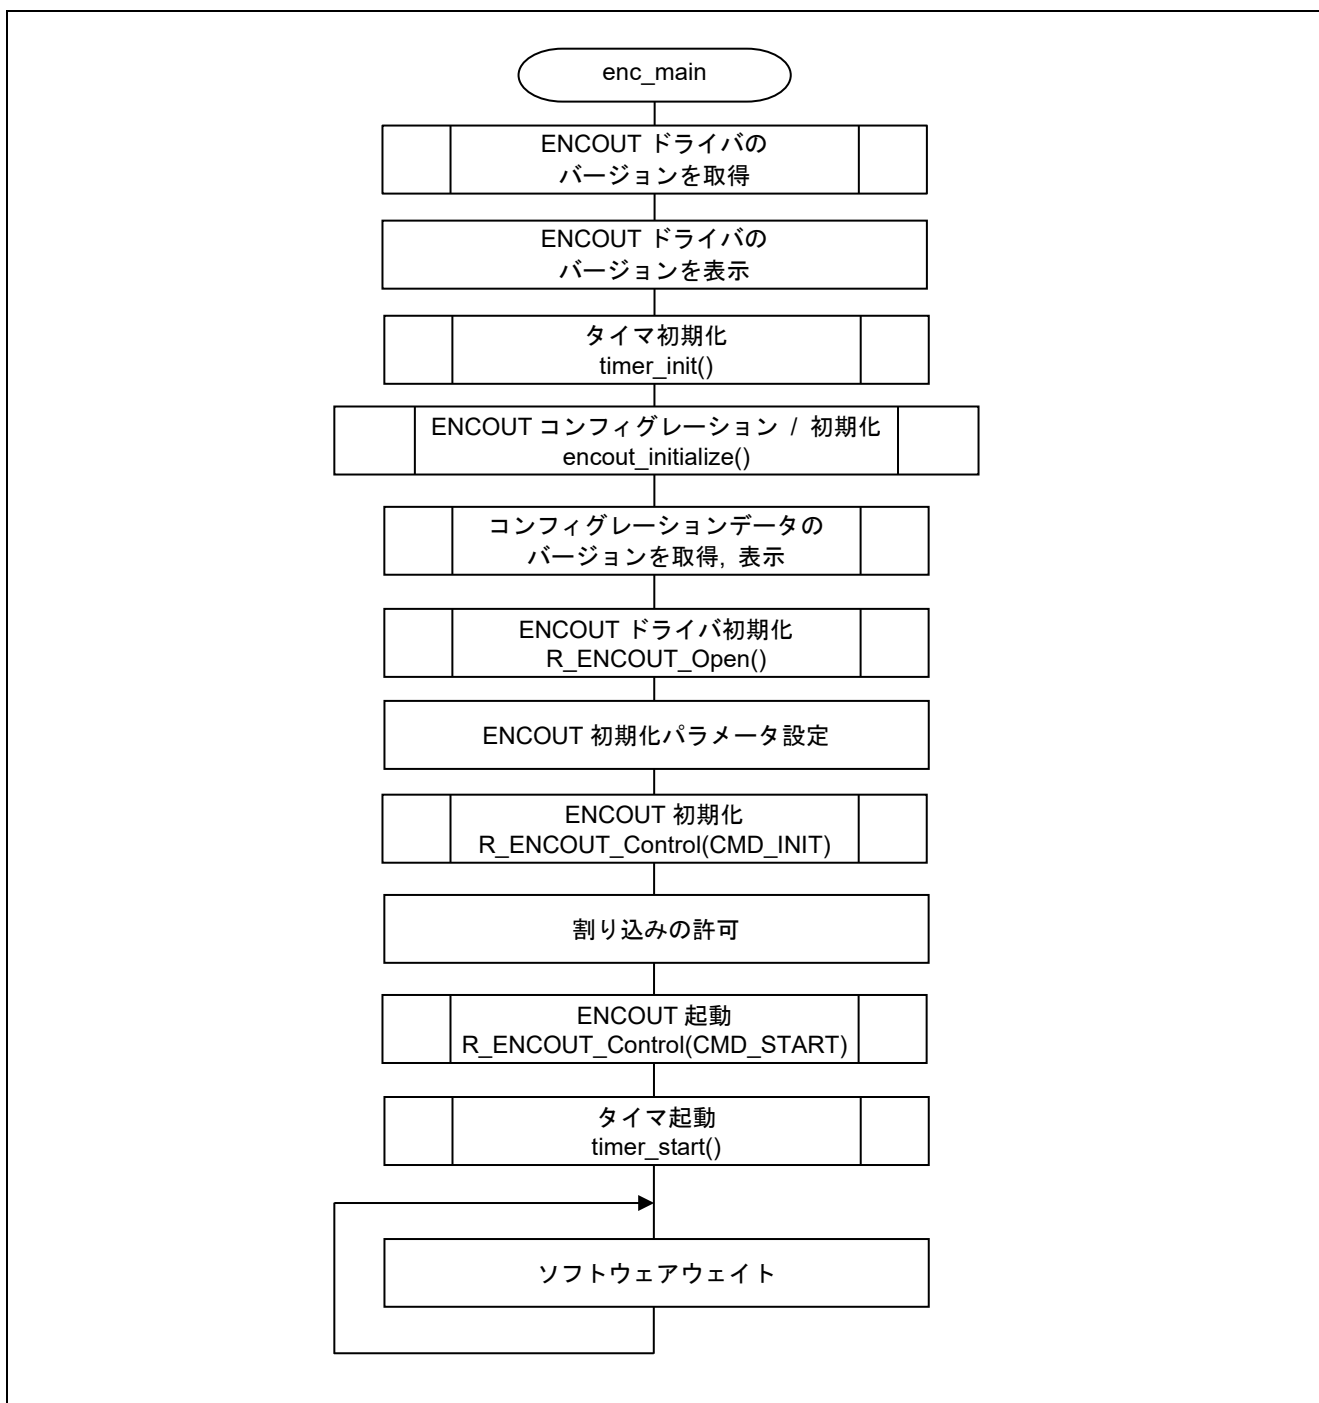 enc_main
ENCOUT ドライバの
バージョンを取得
ENCOUT ドライバの
バージョンを表示
タイマ初期化
timer_init()
ENCOUT コンフィグレーション / 初期化
encout_initialize()
コンフィグレーションデータの
バージョンを取得, 表示
ENCOUT ドライバ初期化
R_ENCOUT_Open()
ENCOUT 初期化パラメータ設定
ENCOUT 初期化
R_ENCOUT_Control(CMD_INIT)
割り込みの許可
ENCOUT 起動
R_ENCOUT_Control(CMD_START)
タイマ起動
timer_start()
ソフトウェアウェイト